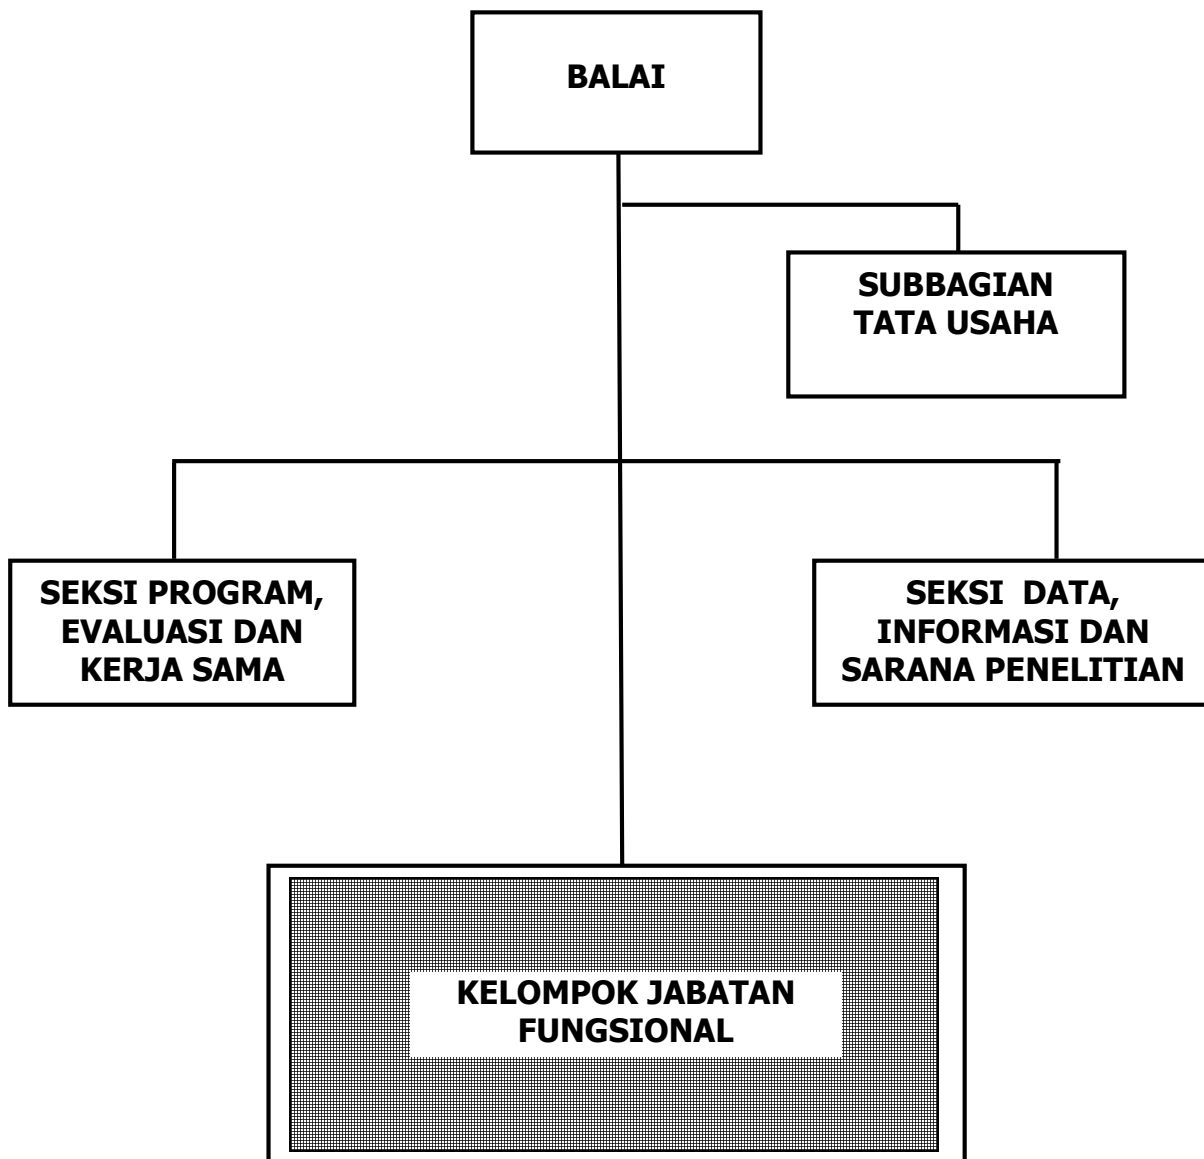 BALAI
SUBBAGIAN
TATA USAHA
SEKSI PROGRAM,
EVALUASI DAN
KERJA SAMA
SEKSI DATA,
INFORMASI DAN
SARANA PENELITIAN
KELOMPOK JABATAN
FUNGSIONAL